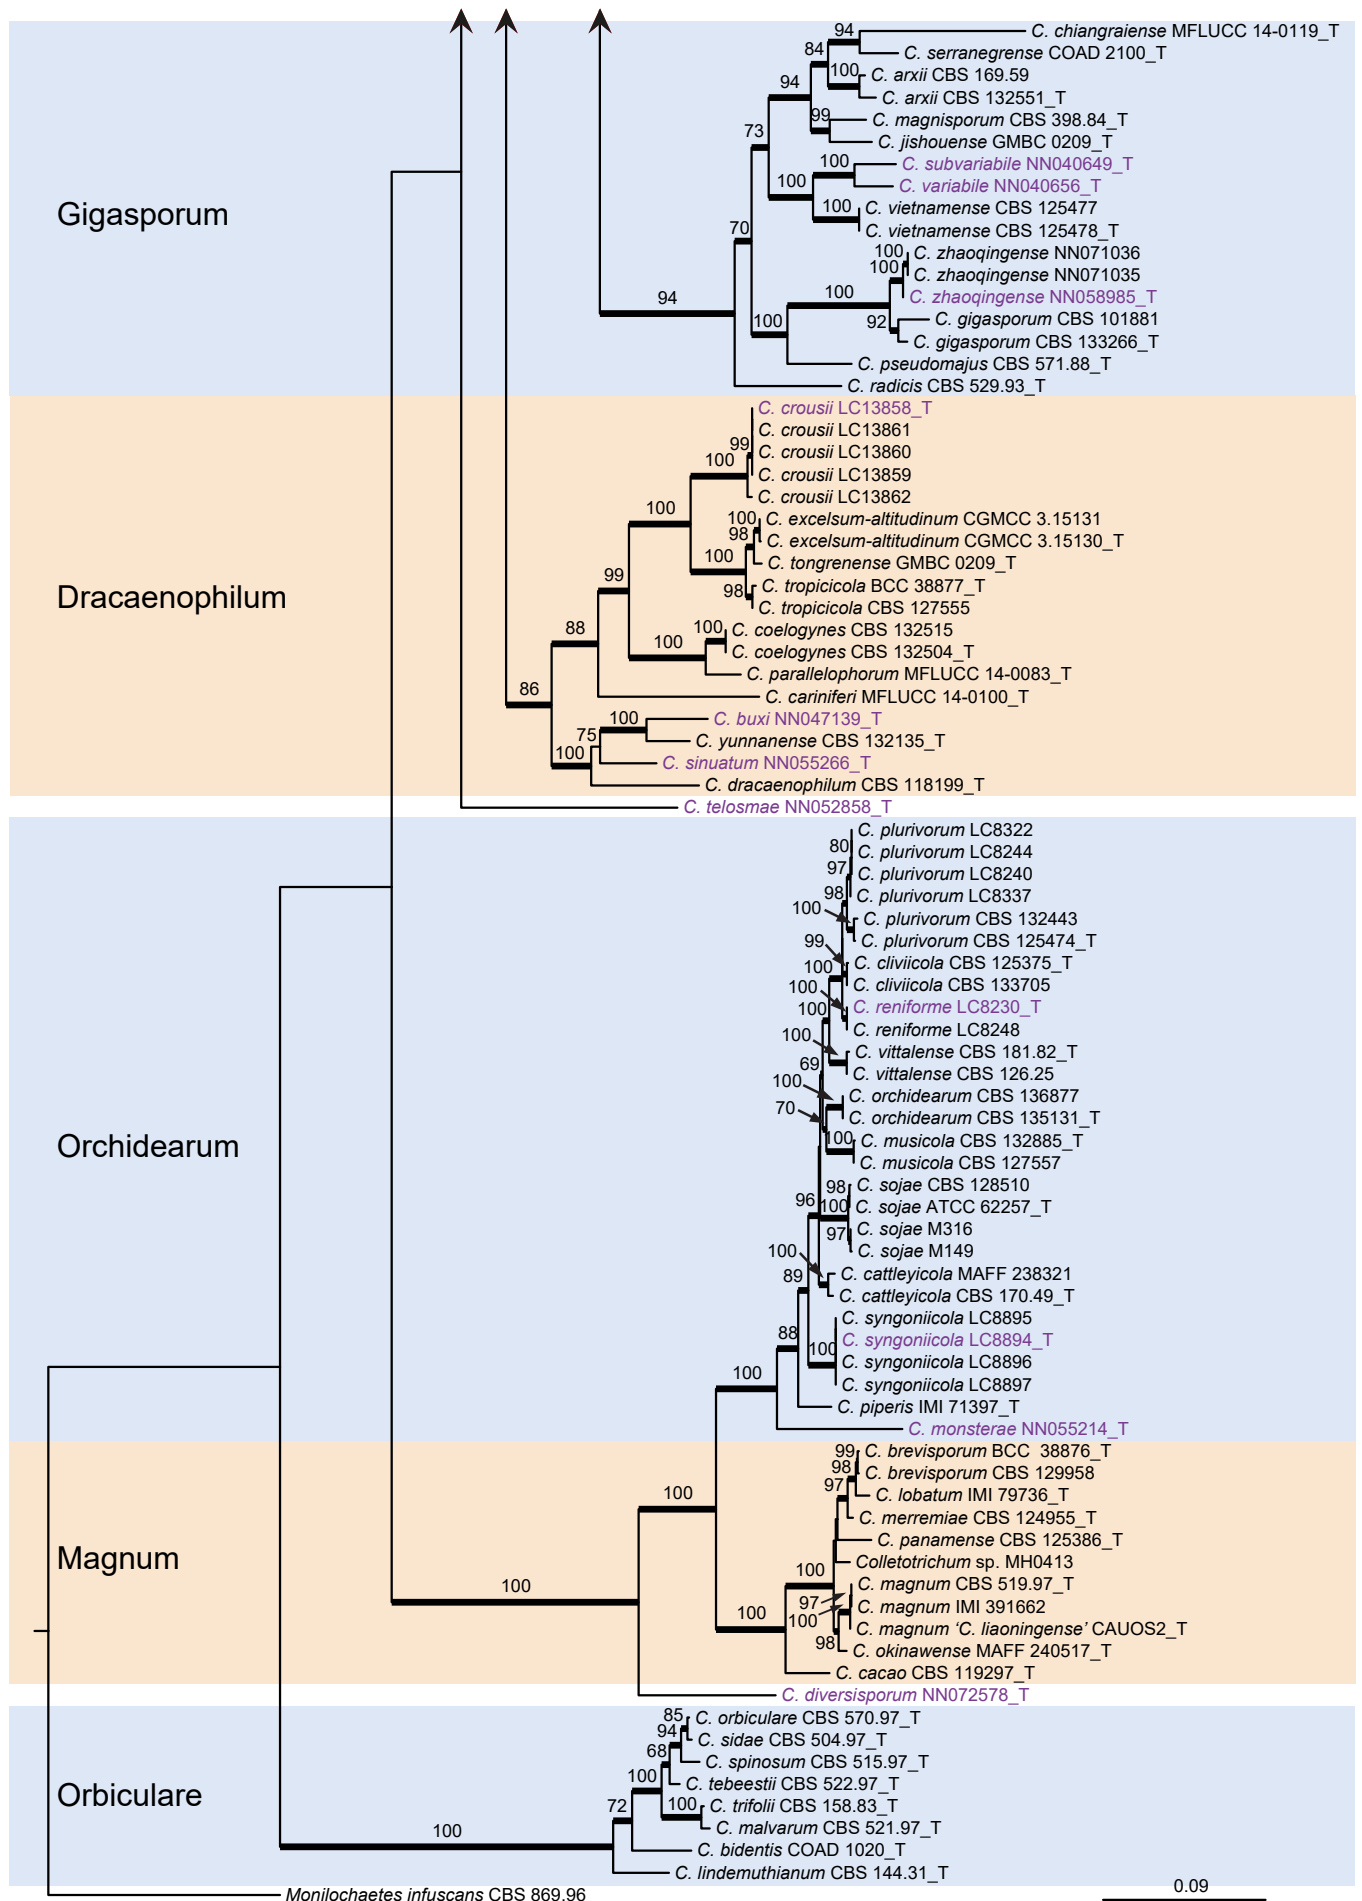 94
C. chiangraiense MFLUCC 14-0119_T
84
C. serranegrense COAD 2100_T
100
C. arxii CBS 169.59
94
C. arxii CBS 132551_T
99
C. magnisporum CBS 398.84_T
73
C. jishouense GMBC 0209_T
100
C. subvariabile NN040649_T
100
C. variabile NN040656_T
Gigasporum
100
C. vietnamense CBS 125477
70
C. vietnamense CBS 125478_T
100
C. zhaoqingense NN071036
100
C. zhaoqingense NN071035
94
100
C. zhaoqingense NN058985_T
100
92
C. gigasporum CBS 101881
C. gigasporum CBS 133266_T
C. pseudomajus CBS 571.88_T
C. radicis CBS 529.93_T
C. crousii LC13858_T
C. crousii LC13861
99
C. crousii LC13860
100
C. crousii LC13859
C. crousii LC13862
100
100
C. excelsum-altitudinum CGMCC 3.15131
98
C. excelsum-altitudinum CGMCC 3.15130_T
100
C. tongrenense GMBC 0209_T
99
98
C. tropicicola BCC 38877_T
Dracaenophilum
C. tropicicola CBS 127555
88
100
C. coelogynes CBS 132515
100
C. coelogynes CBS 132504_T
C. parallelophorum MFLUCC 14-0083_T
86
C. cariniferi MFLUCC 14-0100_T
100
C. buxi NN047139_T
75
C. yunnanense CBS 132135_T
100
C. sinuatum NN055266_T
C. dracaenophilum CBS 118199_T
C. telosmae NN052858_T
C. plurivorum LC8322
80
C. plurivorum LC8244
97
C. plurivorum LC8240
98
C. plurivorum LC8337
100
C. plurivorum CBS 132443
C. plurivorum CBS 125474_T
99
C. cliviicola CBS 125375_T
100
C. cliviicola CBS 133705
100
C. reniforme LC8230_T
100
C. reniforme LC8248
100
C. vittalense CBS 181.82_T
69
C. vittalense CBS 126.25
100
C. orchidearum CBS 136877
70
C. orchidearum CBS 135131_T
Orchidearum
100
C. musicola CBS 132885_T
C. musicola CBS 127557
98
C. sojae CBS 128510
96
100
C. sojae ATCC 62257_T
97
C. sojae M316
100
C. sojae M149
89
C. cattleyicola MAFF 238321
C. cattleyicola CBS 170.49_T
C. syngoniicola LC8895
88
C. syngoniicola LC8894_T
100
C. syngoniicola LC8896
100
C. syngoniicola LC8897
C. piperis IMI 71397_T
C. monsterae NN055214_T
99
C. brevisporum BCC 38876_T
98
C. brevisporum CBS 129958
97
100
C. lobatum IMI 79736_T
C. merremiae CBS 124955_T
C. panamense CBS 125386_T
Magnum
100
Colletotrichum sp. MH0413
100
97
C. magnum CBS 519.97_T
100
100
C. magnum IMI 391662
C. magnum ‘C. liaoningense’ CAUOS2_T
98
C. okinawense MAFF 240517_T
C. cacao CBS 119297_T
C. diversisporum NN072578_T
85
C. orbiculare CBS 570.97_T
94
C. sidae CBS 504.97_T
68
C. spinosum CBS 515.97_T
100
C. tebeestii CBS 522.97_T
Orbiculare
72
100
C. trifolii CBS 158.83_T
100
C. malvarum CBS 521.97_T
C. bidentis COAD 1020_T
C. lindemuthianum CBS 144.31_T
0.09
Monilochaetes infuscans CBS 869.96